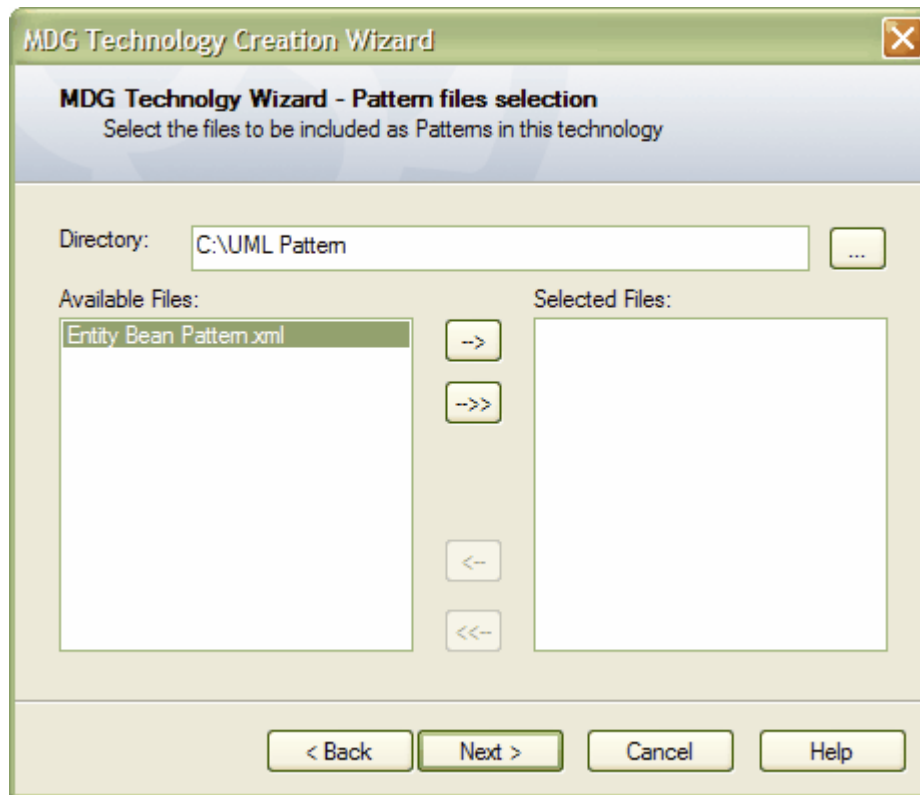 MDG Technology Creation Wizard
MDG Technolgy Wizard - Pattern files selection
Select the files to be included as Patterns in this technology
Directory: C:\UML Pattern ...
Available Files: Selected Files:
Entity Bean Pattern.xml
-->
-->>
<--
<<--
< Back Next > Cancel Help